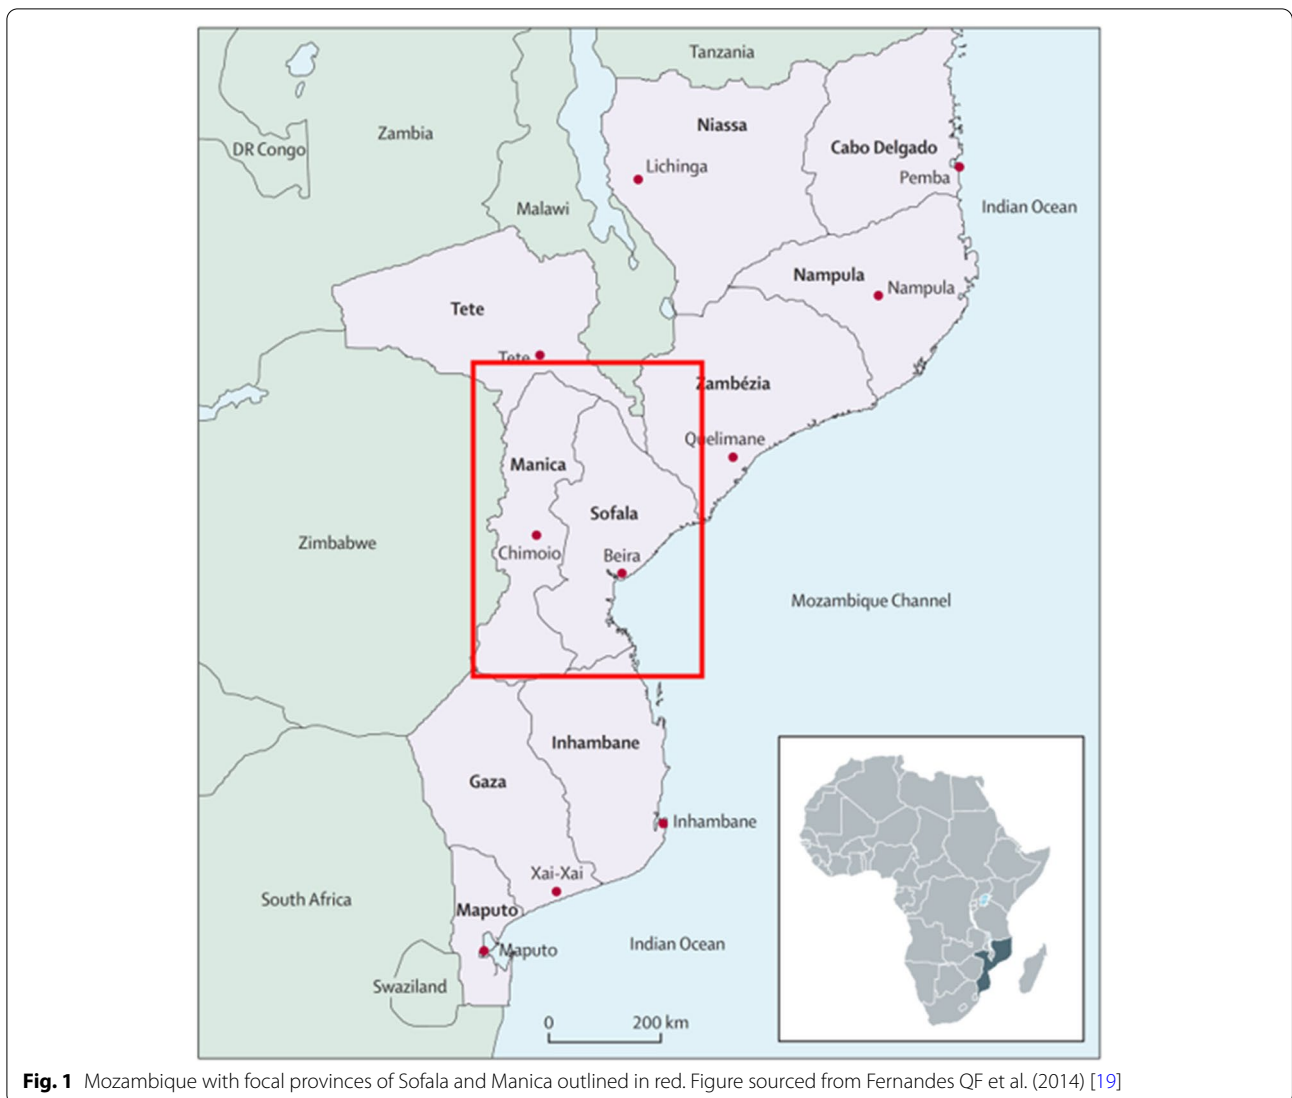 Tanzania
Niassa
Zambia
Cabo Delgado
DR Congo
Lichinga
Pemba
Malawi
Indian Ocean
Nampula
Nampula
Tete
Tete
Zambézia
Quelimane
Manica
Sofala
Zimbabwe
Chimoio
Beira
Mozambique Channel
Inhambane
Gaza
Inhambane
Xai-Xai
South Africa
Maputo
Maputo
Indian Ocean
Swaziland
0 200 km
Fig. 1 Mozambique with focal provinces of Sofala and Manica outlined in red. Figure sourced from Fernandes QF et al. (2014) [19]